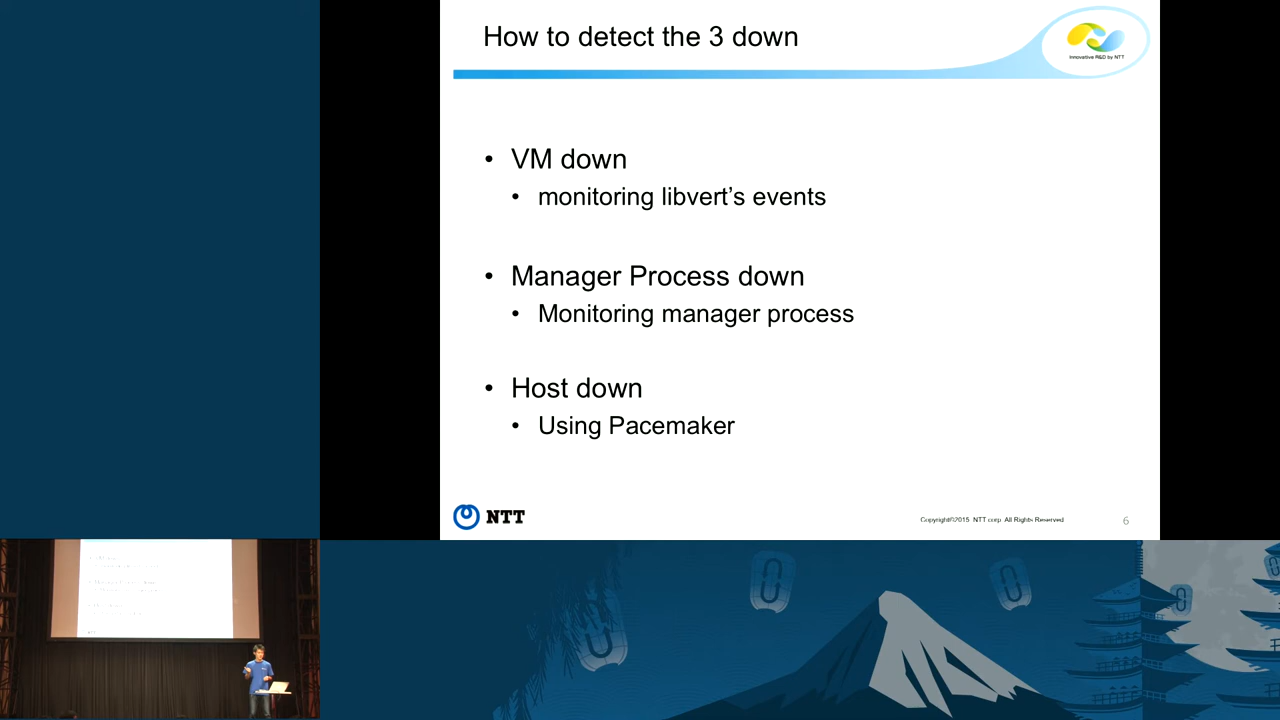 How to detect the 3 down
Innovative R&D by NTT
• VM down
• monitoring libvert’s events
• Manager Process down
• Monitoring manager process
• Host down
• Using Pacemaker
NTT
Copyright©2015 NTT corp. All Rights Reserved
6